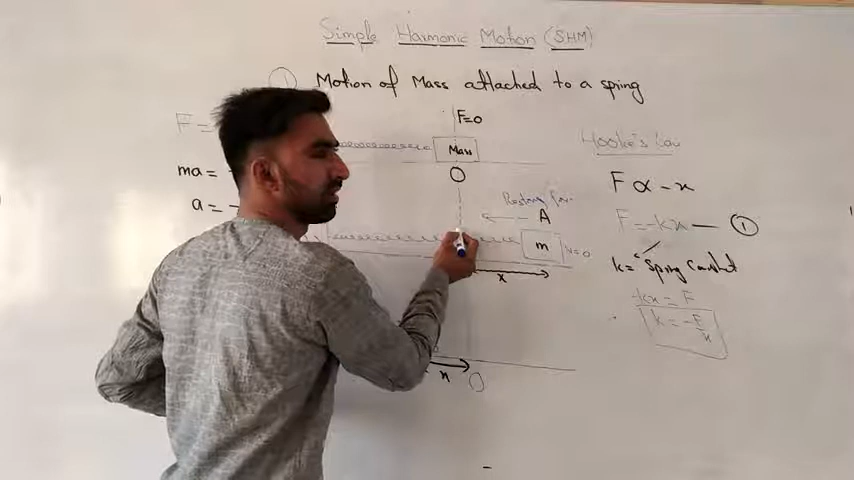 Simple Harmonic Motion (SHM)
① Motion of Mass attached to a spring
F=
F=0
Mass
O
Hooke's Law
ma=
F∝-x
a=-
Restoring
A
F=-kx — ①
m
v=0
x
k= Spring Constant
-kx = F
k = -F/x
x
O